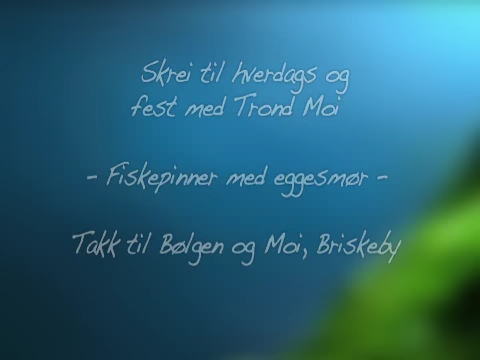 Skrei til hverdags og
fest med Trond Moi
- Fiskepinner med eggesmør -
Takk til Bølgen og Moi, Briskeby